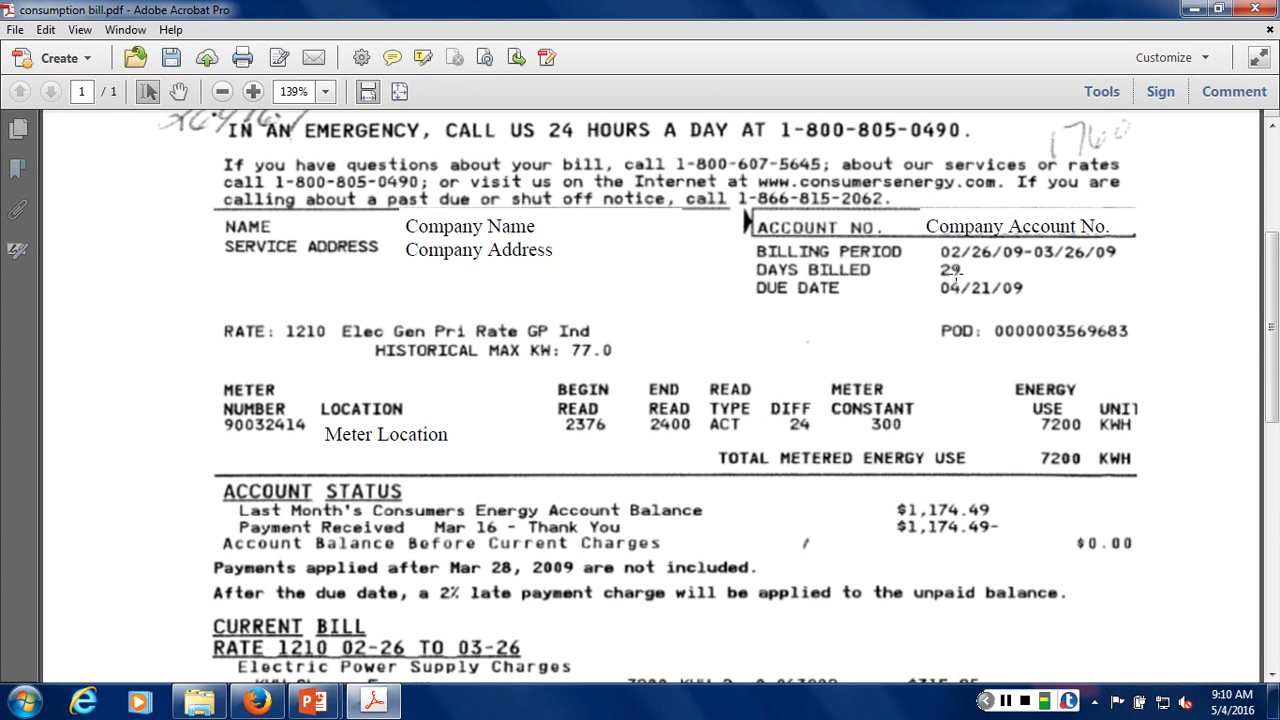 consumption bill.pdf - Adobe Acrobat Pro
File Edit View Window Help
Create
Customize
1 / 1
139%
Tools Sign Comment
IN AN EMERGENCY, CALL US 24 HOURS A DAY AT 1-800-805-0490.
1760
If you have questions about your bill, call 1-800-607-5645; about our services or rates
call 1-800-805-0490; or visit us on the Internet at www.consumersenergy.com. If you are
calling about a past due or shut off notice, call 1-866-815-2062.
NAME Company Name ACCOUNT NO. Company Account No.
SERVICE ADDRESS Company Address BILLING PERIOD 02/26/09-03/26/09
DAYS BILLED 29
DUE DATE 04/21/09
RATE: 1210 Elec Gen Pri Rate GP Ind POD: 0000003569683
HISTORICAL MAX KW: 77.0
METER BEGIN END READ METER ENERGY
NUMBER LOCATION READ READ TYPE DIFF CONSTANT USE UNIT
90032414 Meter Location 2376 2400 ACT 24 300 7200 KWH
TOTAL METERED ENERGY USE 7200 KWH
ACCOUNT STATUS
Last Month's Consumers Energy Account Balance $1,174.49
Payment Received Mar 16 - Thank You $1,174.49-
Account Balance Before Current Charges $0.00
Payments applied after Mar 28, 2009 are not included.
After the due date, a 2% late payment charge will be applied to the unpaid balance.
CURRENT BILL
RATE 1210 02-26 TO 03-26
Electric Power Supply Charges
9:10 AM
5/4/2016